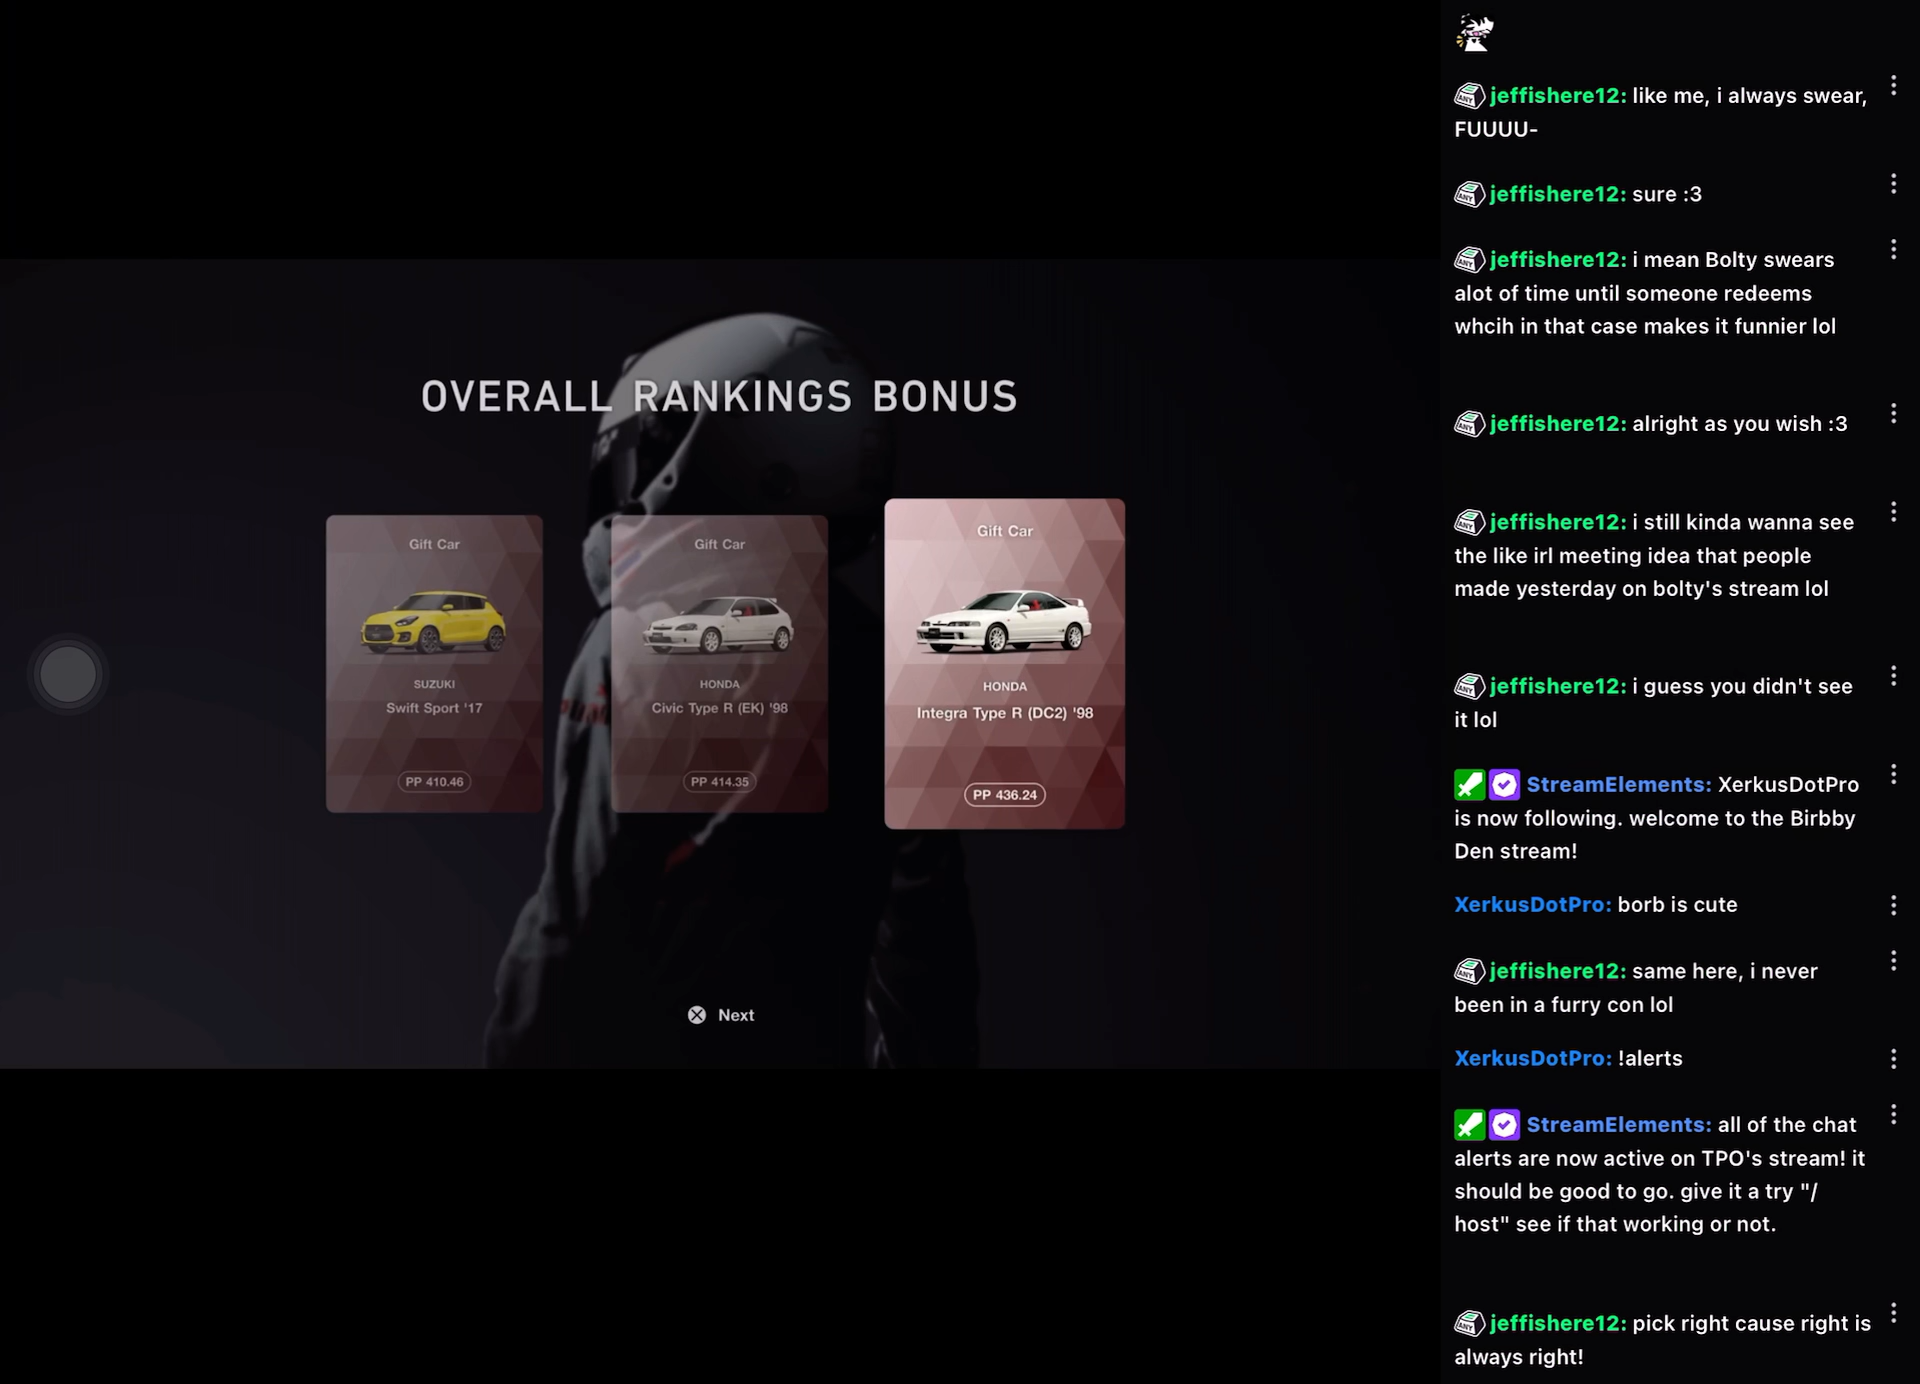 OVERALL RANKINGS BONUS
Gift Car
SUZUKI
Swift Sport '17
PP 410.46
Gift Car
HONDA
Civic Type R (EK) '98
PP 414.35
Gift Car
HONDA
Integra Type R (DC2) '98
PP 436.24
Next
jeffishere12: like me, i always swear,
FUUUU-
jeffishere12: sure :3
jeffishere12: i mean Bolty swears
alot of time until someone redeems
whcih in that case makes it funnier lol
jeffishere12: alright as you wish :3
jeffishere12: i still kinda wanna see
the like irl meeting idea that people
made yesterday on bolty's stream lol
jeffishere12: i guess you didn't see
it lol
StreamElements: XerkusDotPro
is now following. welcome to the Birbby
Den stream!
XerkusDotPro: borb is cute
jeffishere12: same here, i never
been in a furry con lol
XerkusDotPro: !alerts
StreamElements: all of the chat
alerts are now active on TPO's stream! it
should be good to go. give it a try "/
host" see if that working or not.
jeffishere12: pick right cause right is
always right!